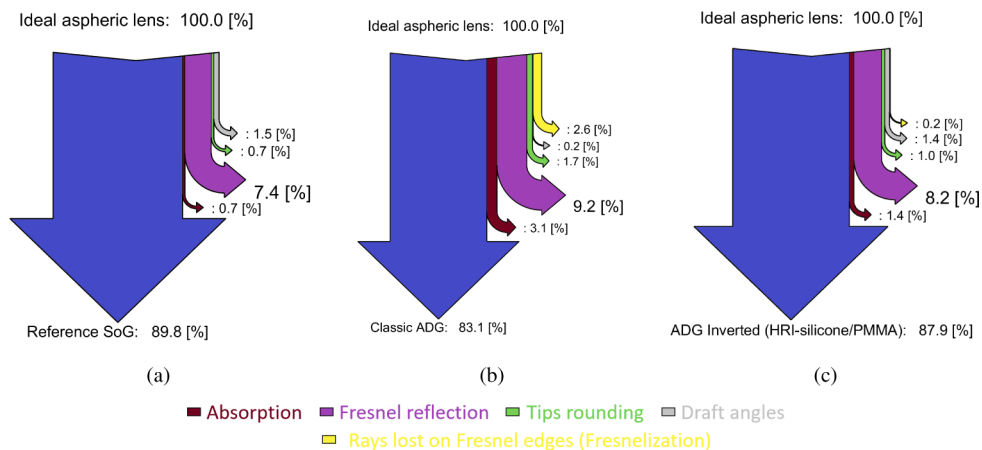 Ideal aspheric lens: 100.0 [%]
: 1.5 [%]
: 0.7 [%]
7.4 [%]
: 0.7 [%]
Reference SoG: 89.8 [%]
(a)
Ideal aspheric lens: 100.0 [%]
: 2.6 [%]
: 0.2 [%]
: 1.7 [%]
9.2 [%]
: 3.1 [%]
Classic ADG: 83.1 [%]
(b)
Ideal aspheric lens: 100.0 [%]
: 0.2 [%]
: 1.4 [%]
: 1.0 [%]
8.2 [%]
: 1.4 [%]
ADG Inverted (HRI-silicone/PMMA): 87.9 [%]
(c)
Absorption Fresnel reflection Tips rounding Draft angles
Rays lost on Fresnel edges (Fresnelization)